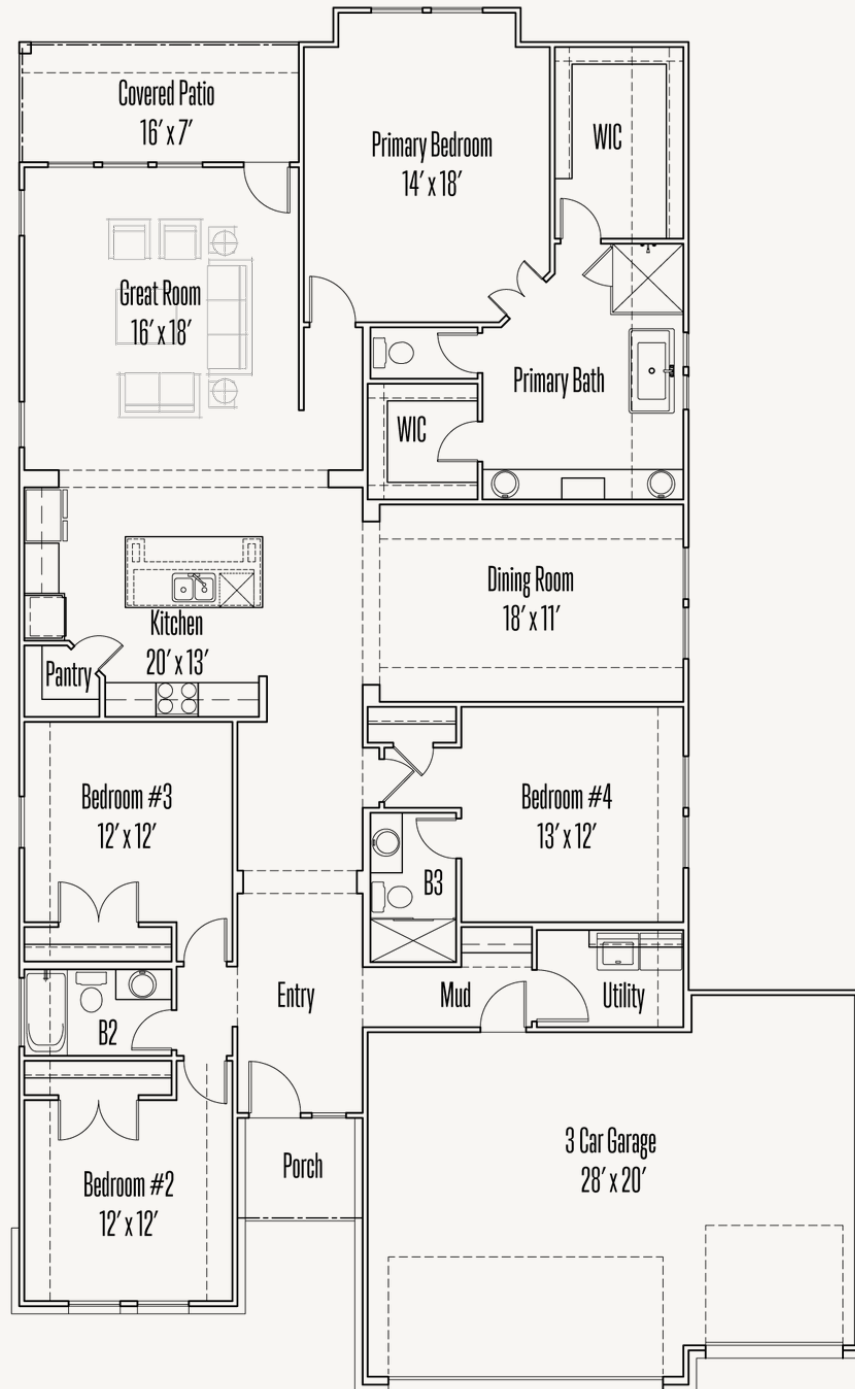 Covered Patio
16' x 7'
Primary Bedroom
14' x 18'
WIC
Great Room
16' x 18'
Primary Bath
WIC
Dining Room
18' x 11'
Kitchen
20' x 13'
Pantry
Bedroom #3
12' x 12'
Bedroom #4
13' x 12'
B3
Entry
Mud
Utility
B2
3 Car Garage
28' x 20'
Porch
Bedroom #2
12' x 12'